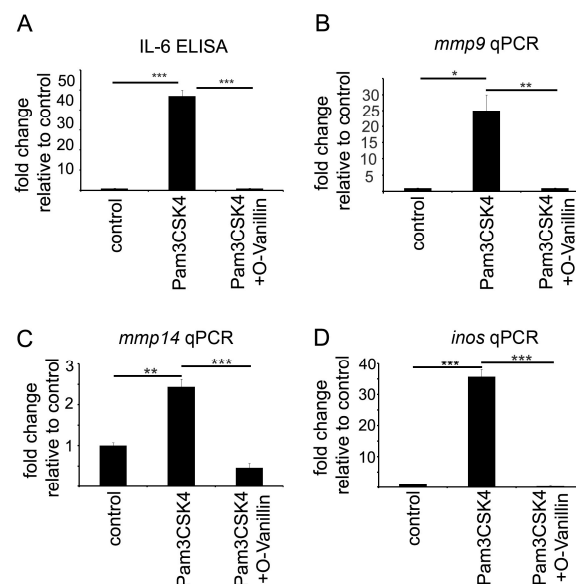 A
IL-6 ELISA
fold change
relative to control
50
40
30
20
10
***
***
control
Pam3CSK4
Pam3CSK4
+O-Vanillin
B
mmp9 qPCR
fold change
relative to control
35
30
25
20
15
10
5
*
**
control
Pam3CSK4
Pam3CSK4
+O-Vanillin
C
mmp14 qPCR
fold change
relative to control
3
2
1
**
***
control
Pam3CSK4
Pam3CSK4
+O-Vanillin
D
inos qPCR
fold change
relative to control
40
30
20
10
***
***
control
Pam3CSK4
Pam3CSK4
+O-Vanillin